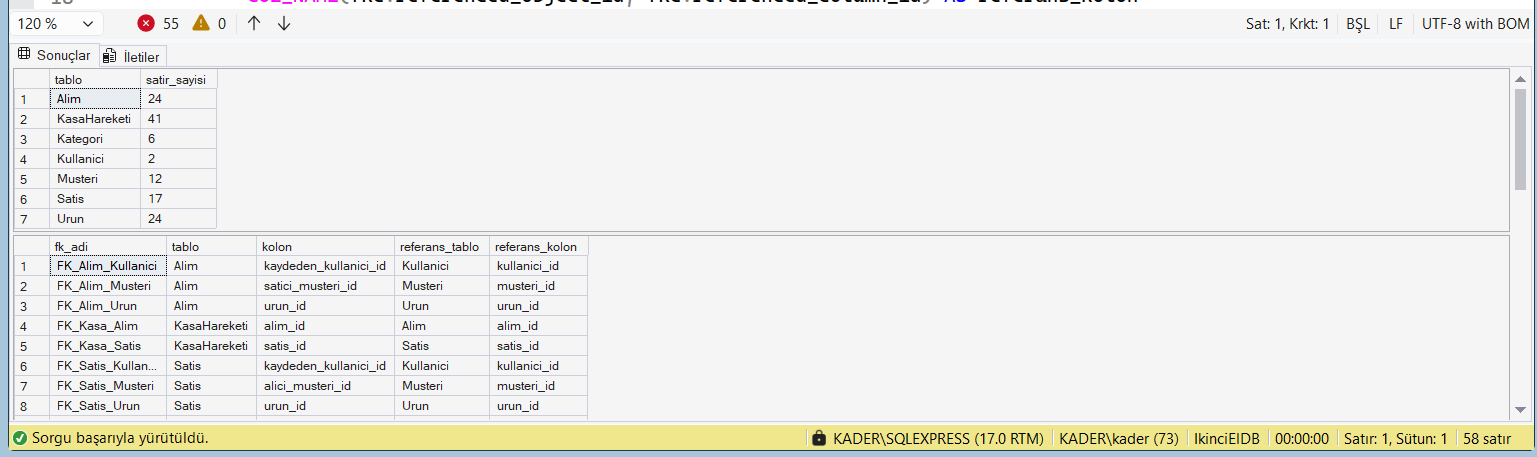 120 % 55 0 Sat: 1, Krkt: 1 BŞL LF UTF-8 with BOM
Sonuçlar İletiler
tablo satir_sayisi
1 Alim 24
2 KasaHareketi 41
3 Kategori 6
4 Kullanici 2
5 Musteri 12
6 Satis 17
7 Urun 24
fk_adi tablo kolon referans_tablo referans_kolon
1 FK_Alim_Kullanici Alim kaydeden_kullanici_id Kullanici kullanici_id
2 FK_Alim_Musteri Alim satici_musteri_id Musteri musteri_id
3 FK_Alim_Urun Alim urun_id Urun urun_id
4 FK_Kasa_Alim KasaHareketi alim_id Alim alim_id
5 FK_Kasa_Satis KasaHareketi satis_id Satis satis_id
6 FK_Satis_Kullan... Satis kaydeden_kullanici_id Kullanici kullanici_id
7 FK_Satis_Musteri Satis alici_musteri_id Musteri musteri_id
8 FK_Satis_Urun Satis urun_id Urun urun_id
Sorgu başarıyla yürütüldü. KADER\SQLEXPRESS (17.0 RTM) KADER\kader (73) IkinciElDB 00:00:00 Satır: 1, Sütun: 1 58 satır